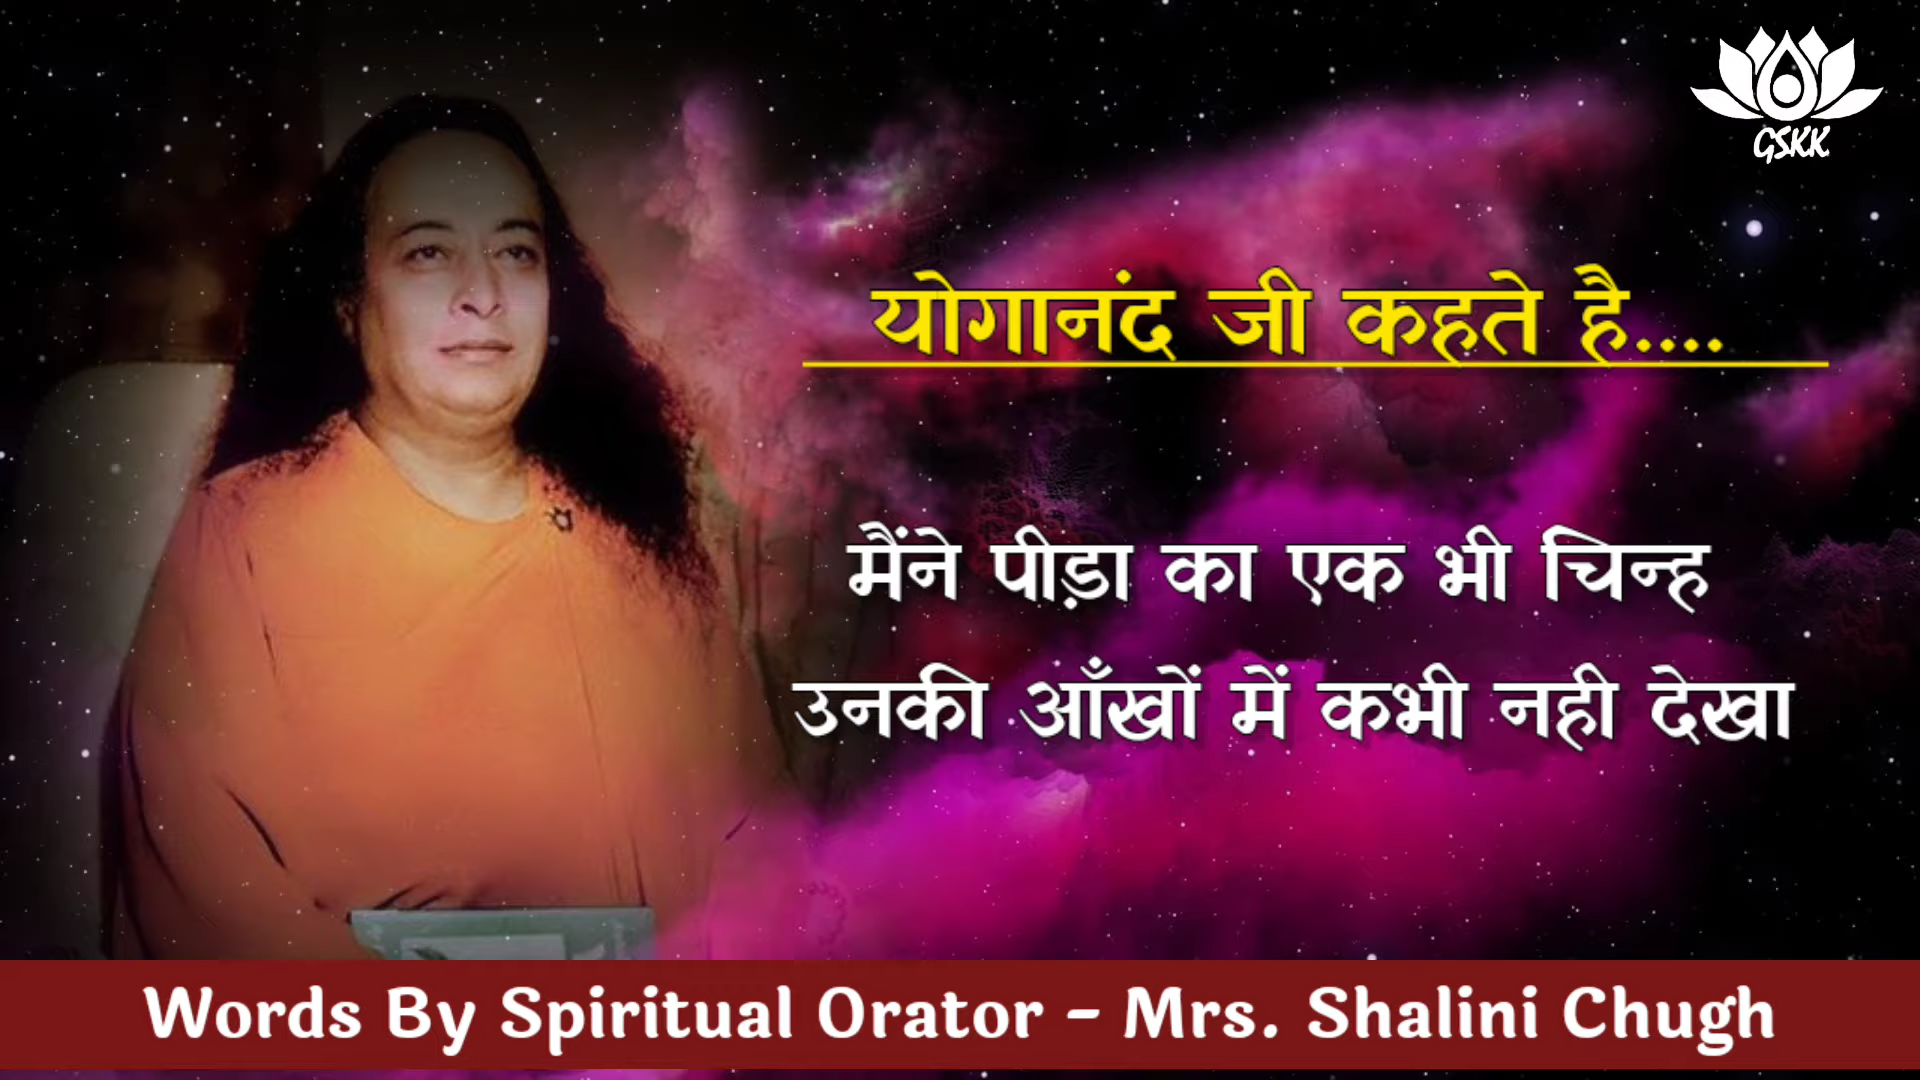 GSKK
योगानंद जी कहते है....
मैंने पीड़ा का एक भी चिन्ह
उनकी आँखों में कभी नही देखा
Words By Spiritual Orator - Mrs. Shalini Chugh